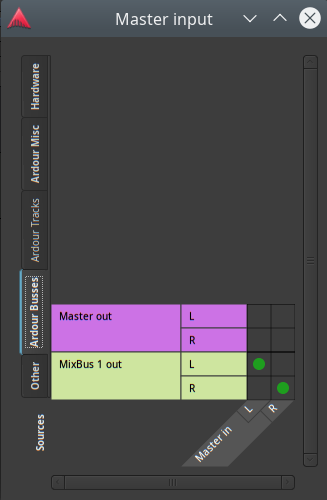 Master input
Hardware
Ardour Misc
Ardour Tracks
Ardour Busses
Other
Sources
Master out
L
R
MixBus 1 out
L
R
Master in
L
R